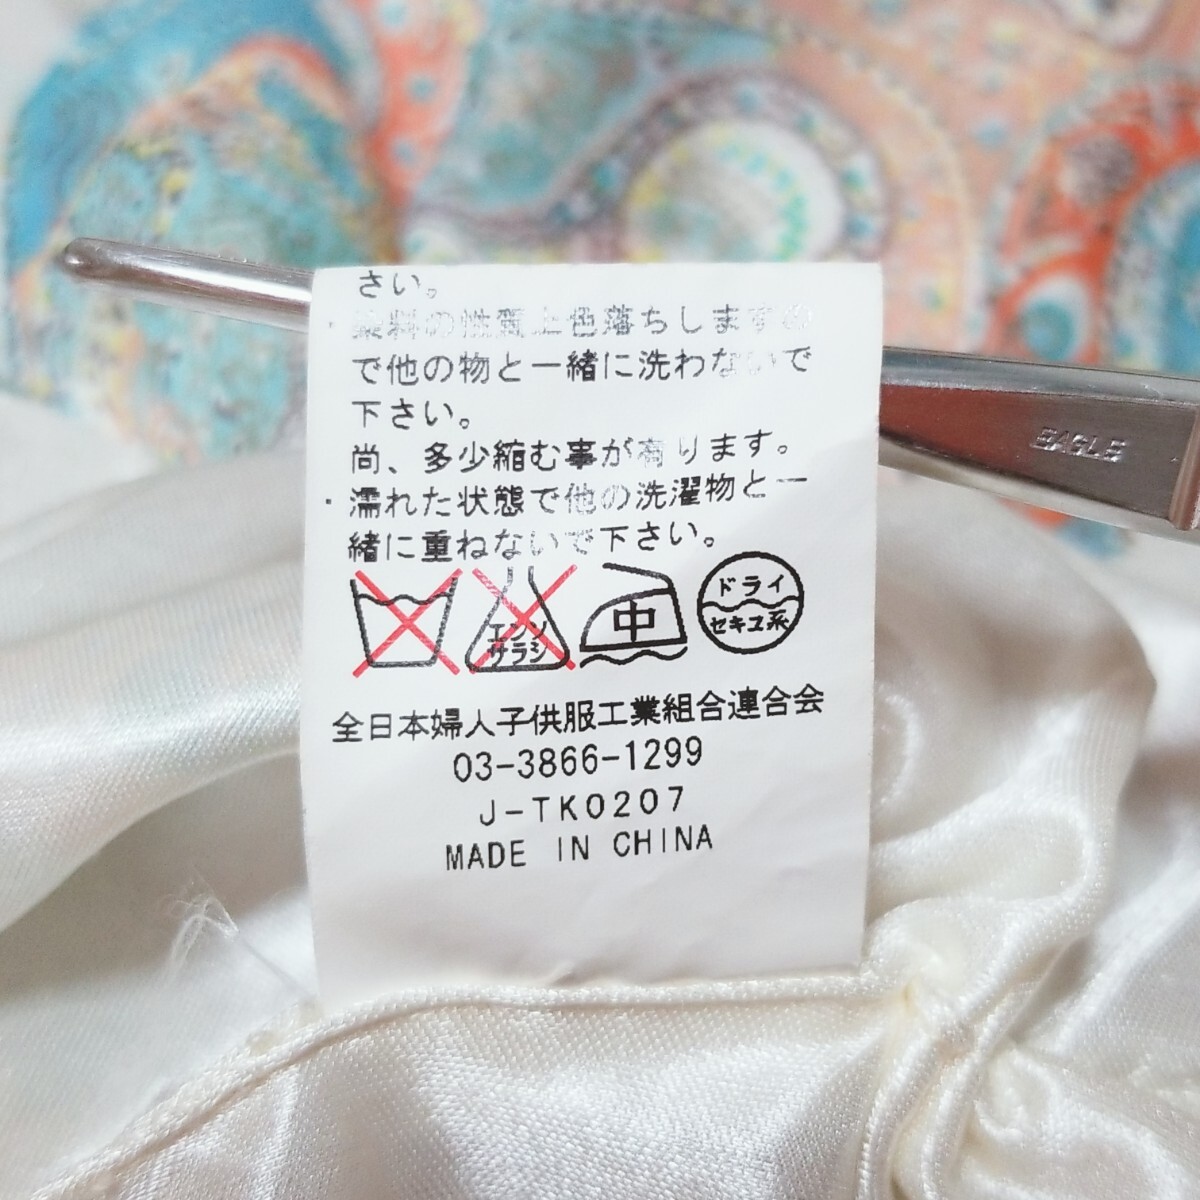 さい。
・染料の性質上色落ちしますの
で他の物と一緒に洗わないで
下さい。
尚、多少縮む事が有ります。
・濡れた状態で他の洗濯物と一
緒に重ねないで下さい。
エンソ
サラシ
中
ドライ
セキユ系
全日本婦人子供服工業組合連合会
03-3866-1299
J-TK0207
MADE IN CHINA
EAGLE